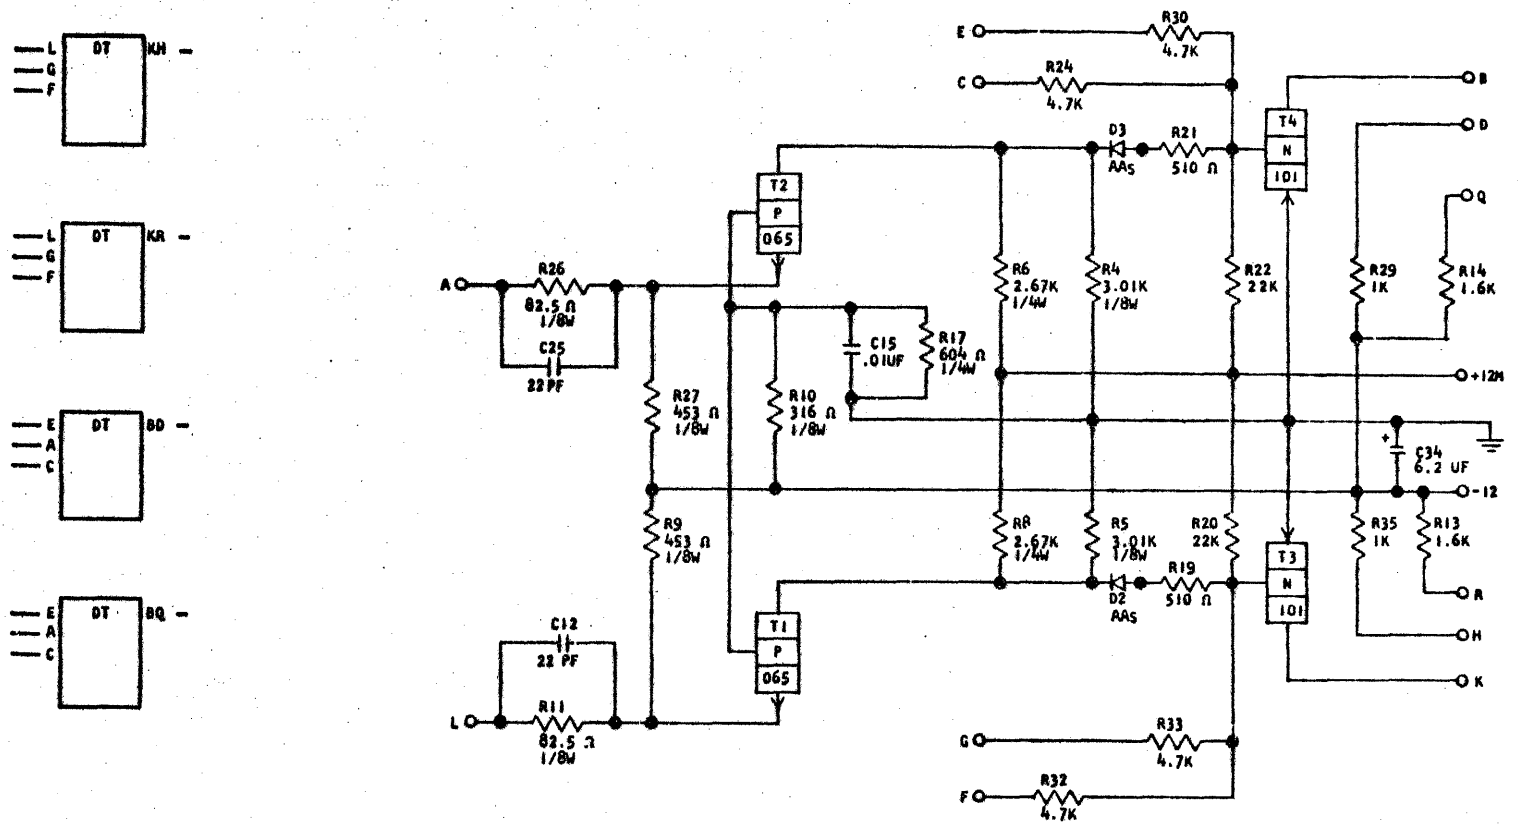 L DT KH -
G
F
L DT KR -
G
F
E DT BD -
A
C
E DT BQ -
A
C
E
R30
4.7K
C
R24
4.7K
B
D
D3
AAs
R21
510 Ω
T4
N
101
Q
T2
P
065
A
R26
82.5 Ω
1/8W
C25
22PF
R6
2.67K
1/4W
R4
3.01K
1/8W
R22
22K
R29
1K
R14
1.6K
C15
.01UF
R17
604 Ω
1/4W
+12M
R27
453 Ω
1/8W
R10
316 Ω
1/8W
+
C34
6.2 UF
-12
R9
453 Ω
1/8W
R8
2.67K
1/4W
R5
3.01K
1/8W
R20
22K
R35
1K
R13
1.6K
D2
AAs
R19
510 Ω
T3
N
101
R
H
K
C12
22 PF
T1
P
065
L
R11
82.5 Ω
1/8W
G
R33
4.7K
F
R32
4.7K